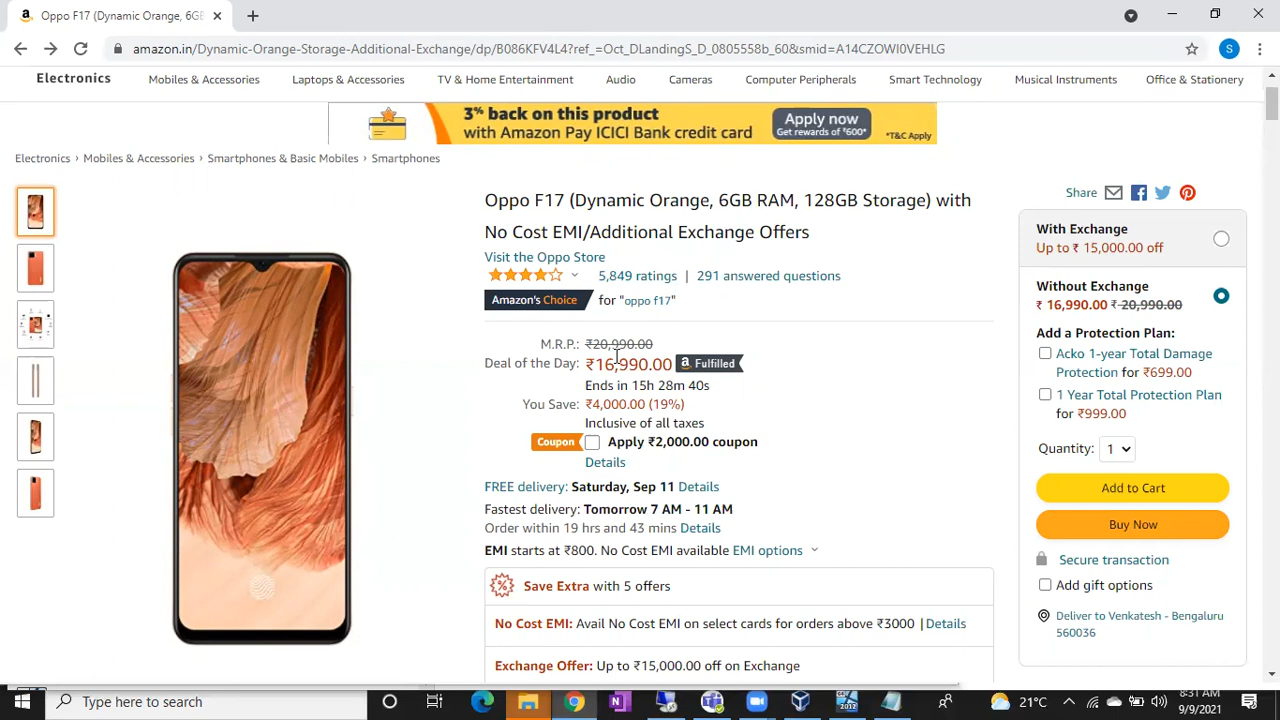 Oppo F17 (Dynamic Orange, 6GB
amazon.in/Dynamic-Orange-Storage-Additional-Exchange/dp/B086KFV4L4?ref_=Oct_DLandingS_D_0805558b_60&smid=A14CZOWI0VEHLG
S
Electronics Mobiles & Accessories Laptops & Accessories TV & Home Entertainment Audio Cameras Computer Peripherals Smart Technology Musical Instruments Office & Stationery
3% back on this product
with Amazon Pay ICICI Bank credit card
Apply now
Get rewards of ₹600*
*T&C Apply
Electronics › Mobiles & Accessories › Smartphones & Basic Mobiles › Smartphones
Oppo F17 (Dynamic Orange, 6GB RAM, 128GB Storage) with
No Cost EMI/Additional Exchange Offers
Visit the Oppo Store
5,849 ratings | 291 answered questions
Amazon's Choice for "oppo f17"
M.R.P.: ₹20,990.00
Deal of the Day: ₹16,990.00 a Fulfilled
Ends in 15h 28m 40s
You Save: ₹4,000.00 (19%)
Inclusive of all taxes
Coupon Apply ₹2,000.00 coupon
Details
FREE delivery: Saturday, Sep 11 Details
Fastest delivery: Tomorrow 7 AM - 11 AM
Order within 19 hrs and 43 mins Details
EMI starts at ₹800. No Cost EMI available EMI options
Save Extra with 5 offers
No Cost EMI: Avail No Cost EMI on select cards for orders above ₹3000 | Details
Exchange Offer: Up to ₹15,000.00 off on Exchange
Share
With Exchange
Up to ₹ 15,000.00 off
Without Exchange
₹ 16,990.00 ₹ 20,990.00
Add a Protection Plan:
Acko 1-year Total Damage
Protection for ₹699.00
1 Year Total Protection Plan
for ₹999.00
Quantity: 1
Add to Cart
Buy Now
Secure transaction
Add gift options
Deliver to Venkatesh - Bengaluru
560036
Type here to search
2012
21°C
8:31 AM
9/9/2021